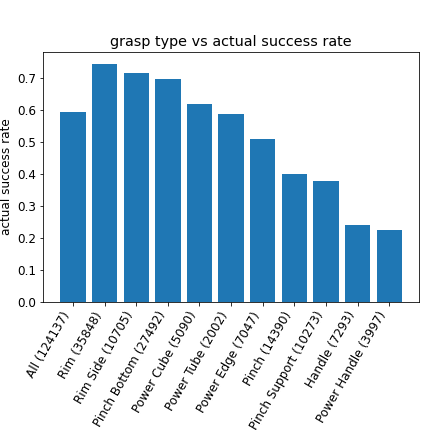 grasp type vs actual success rate
actual success rate
0.7
0.6
0.5
0.4
0.3
0.2
0.1
0.0
All (124137)
Rim (35848)
Rim Side (10705)
Pinch Bottom (27492)
Power Cube (5090)
Power Tube (2002)
Power Edge (7047)
Pinch (14390)
Pinch Support (10273)
Handle (7293)
Power Handle (3997)